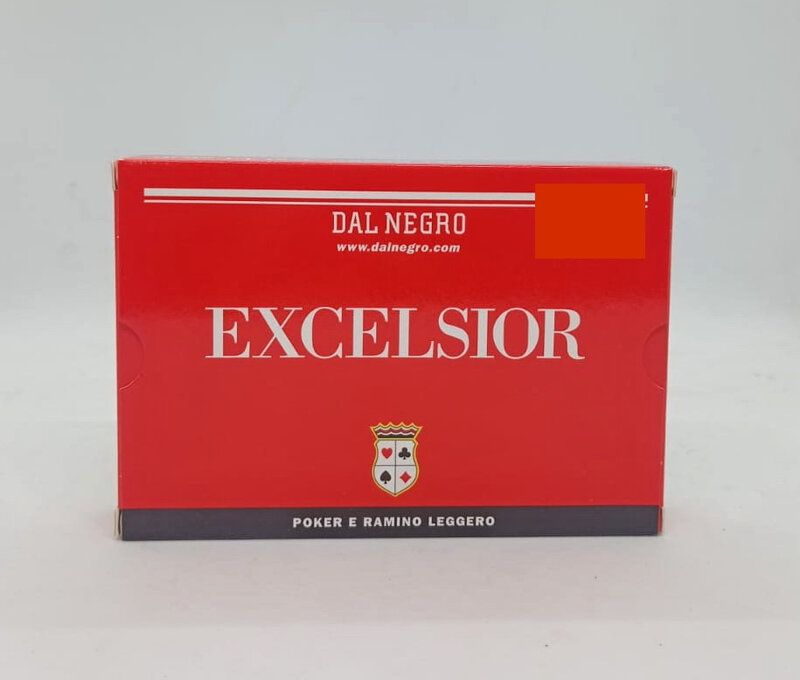 DAL NEGRO
www.dalnegro.com
EXCELSIOR
POKER E RAMINO LEGGERO